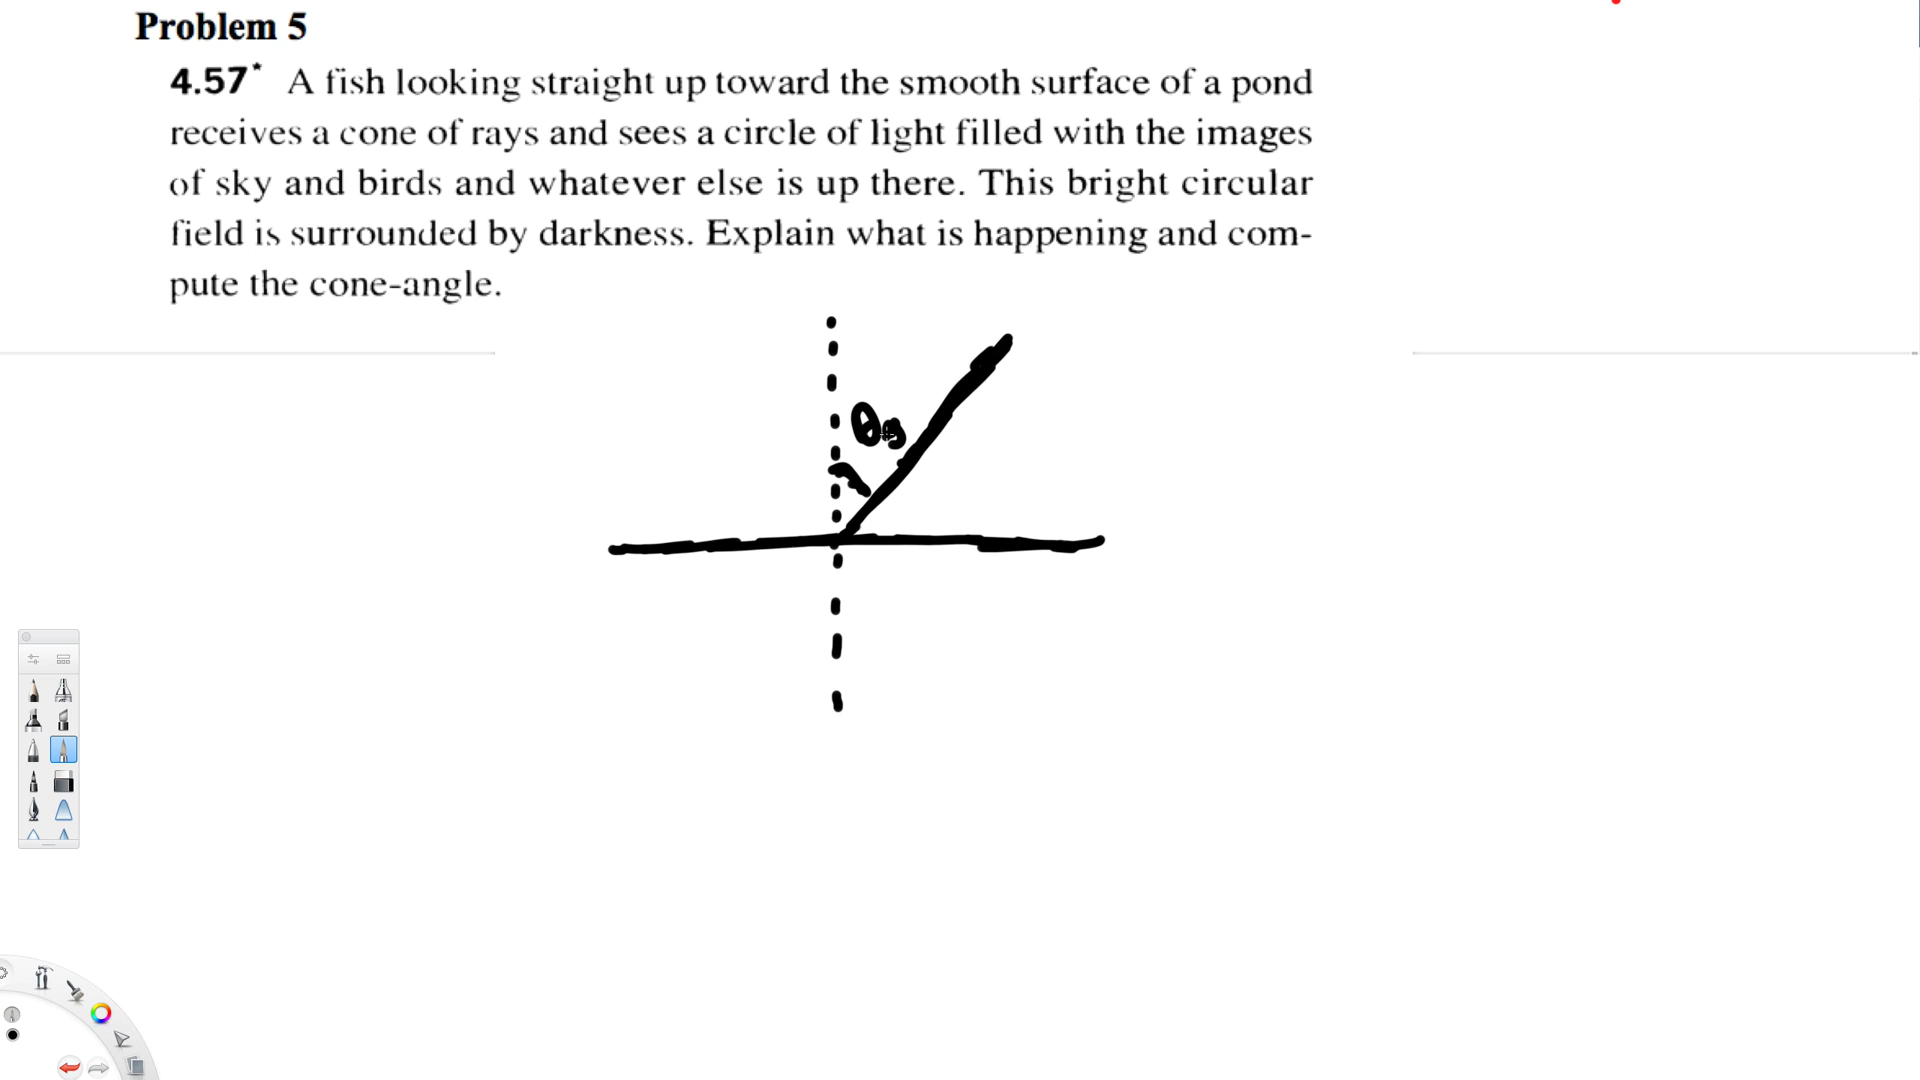 Problem 5
4.57* A fish looking straight up toward the smooth surface of a pond
receives a cone of rays and sees a circle of light filled with the images
of sky and birds and whatever else is up there. This bright circular
field is surrounded by darkness. Explain what is happening and com-
pute the cone-angle.